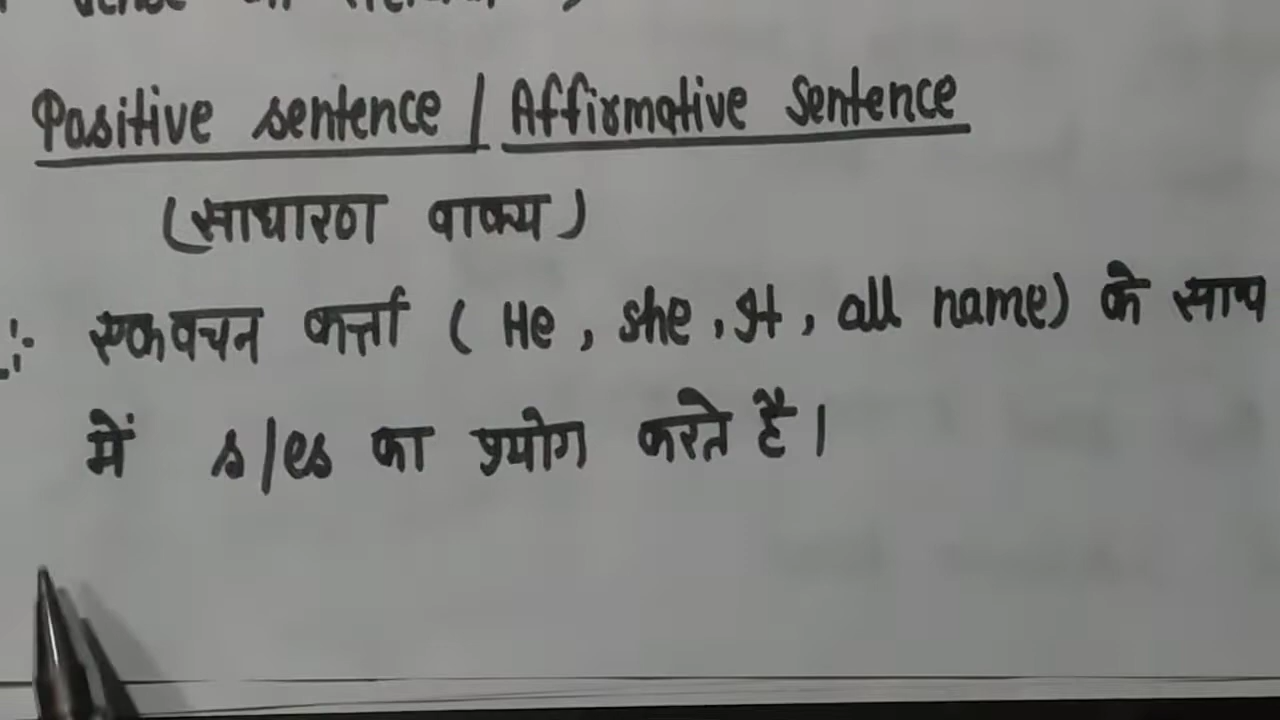 Positive sentence / Affirmative Sentence
(साधारण वाक्य)
∴ एकवचन कर्त्ता ( He , she , It , all name) के साथ
में s/es का प्रयोग करते है।